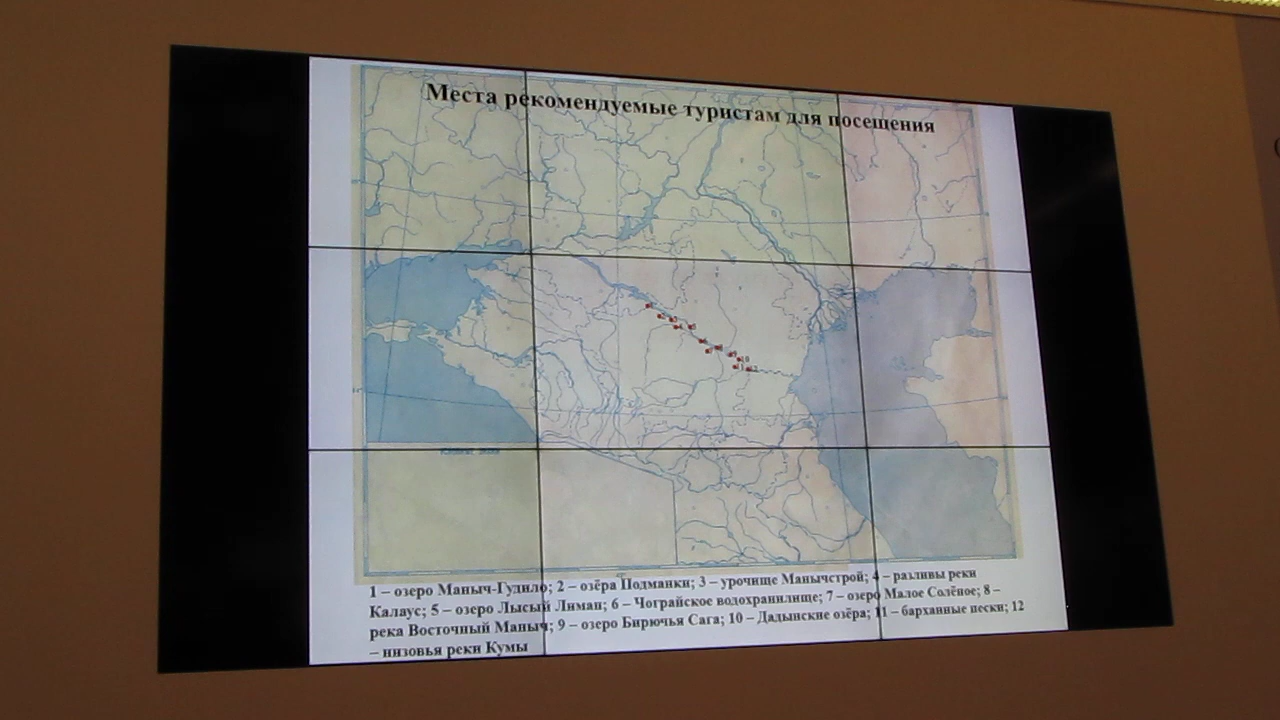 Места рекомендуемые туристам для посещения
1 – озеро Маныч-Гудило; 2 – озёра Подманки; 3 – урочище Манычстрой; 4 – разливы реки
Калаус; 5 – озеро Лысый Лиман; 6 – Чограйское водохранилище; 7 – озеро Малое Солёное; 8 –
река Восточный Маныч; 9 – озеро Бирючья Сага; 10 – Дадынские озёра; 11 – барханные пески; 12
– низовья реки Кумы